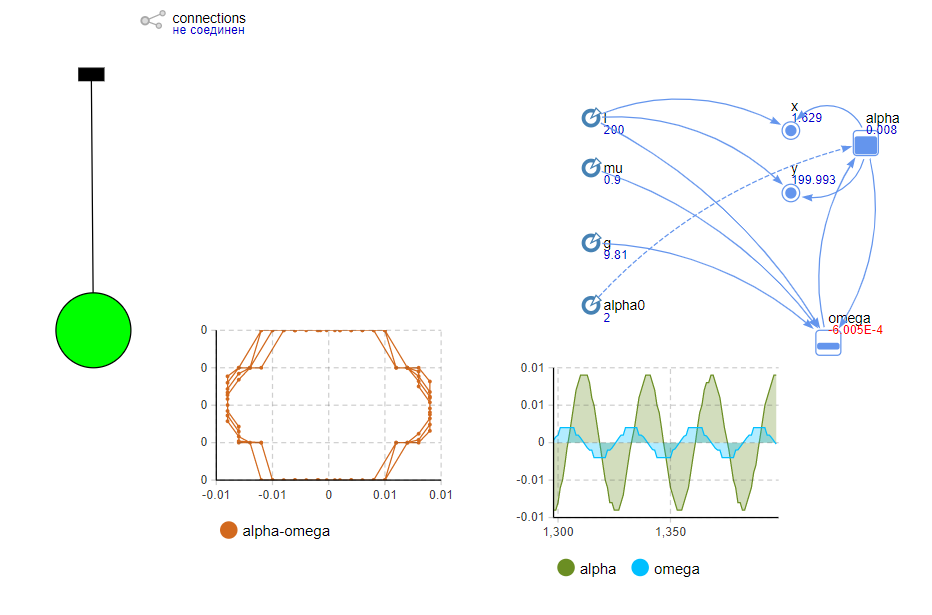 connections
не соединен
l
200
mu
0.9
g
9.81
alpha0
2
x
1.629
y
199.993
alpha
0.008
omega
-6.005E-4
0
0
0
0
0
-0.01
-0.01
0
0.01
0.01
alpha-omega
0.01
0.01
0
-0.01
-0.01
1,300
1,350
alpha
omega